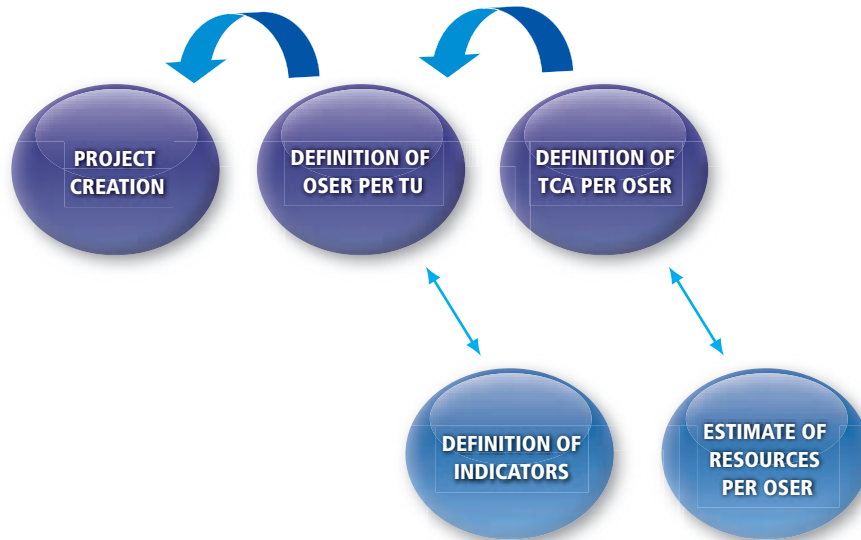 PROJECT
CREATION
DEFINITION OF
OSER PER TU
DEFINITION OF
TCA PER OSER
DEFINITION OF
INDICATORS
ESTIMATE OF
RESOURCES
PER OSER